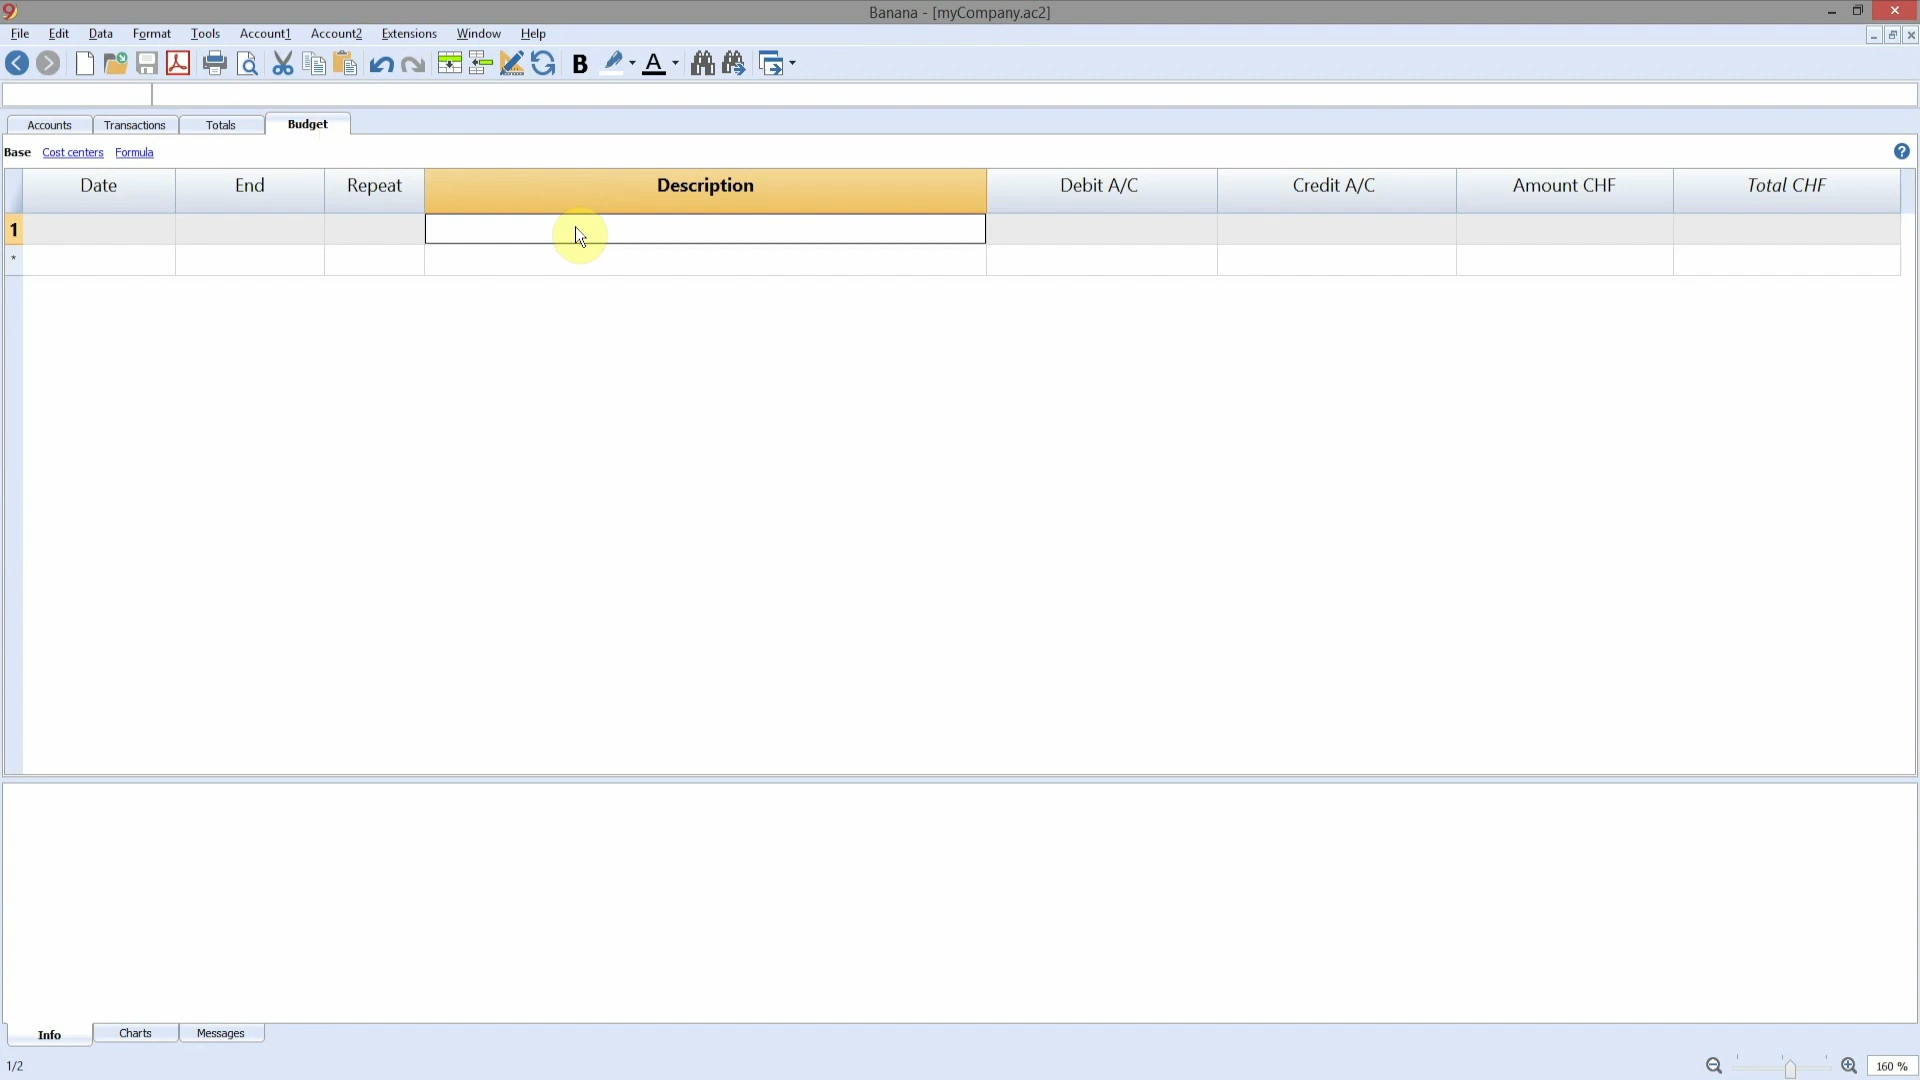 9 Banana - [myCompany.ac2]
File Edit Data Format Tools Account1 Account2 Extensions Window Help
B A
Accounts Transactions Totals Budget
Base Cost centers Formula ?
Date End Repeat Description Debit A/C Credit A/C Amount CHF Total CHF
1
*
Info Charts Messages
1/2 160 %